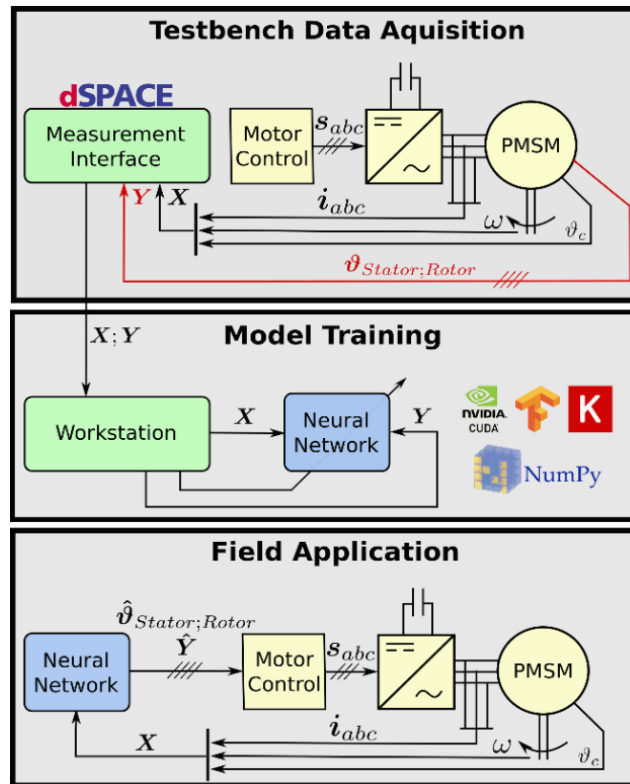 Testbench Data Aquisition
dSPACE
Measurement
Interface
Motor
Control
s_abc
PMSM
Y
X
i_abc
ω
ϑ_c
ϑ_Stator;Rotor
X; Y
Model Training
Workstation
X
Neural
Network
Y
NVIDIA
CUDA
K
NumPy
Field Application
ϑ̂_Stator;Rotor
Ŷ
Neural
Network
Motor
Control
s_abc
PMSM
X
i_abc
ω
ϑ_c